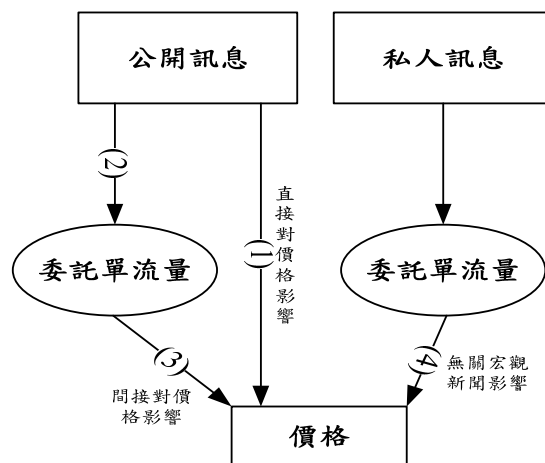 公開訊息
私人訊息
(2)
(1)
直接對價格影響
委託單流量
委託單流量
(3)
間接對價
格影響
(4)
無關宏觀
新聞影響
價格